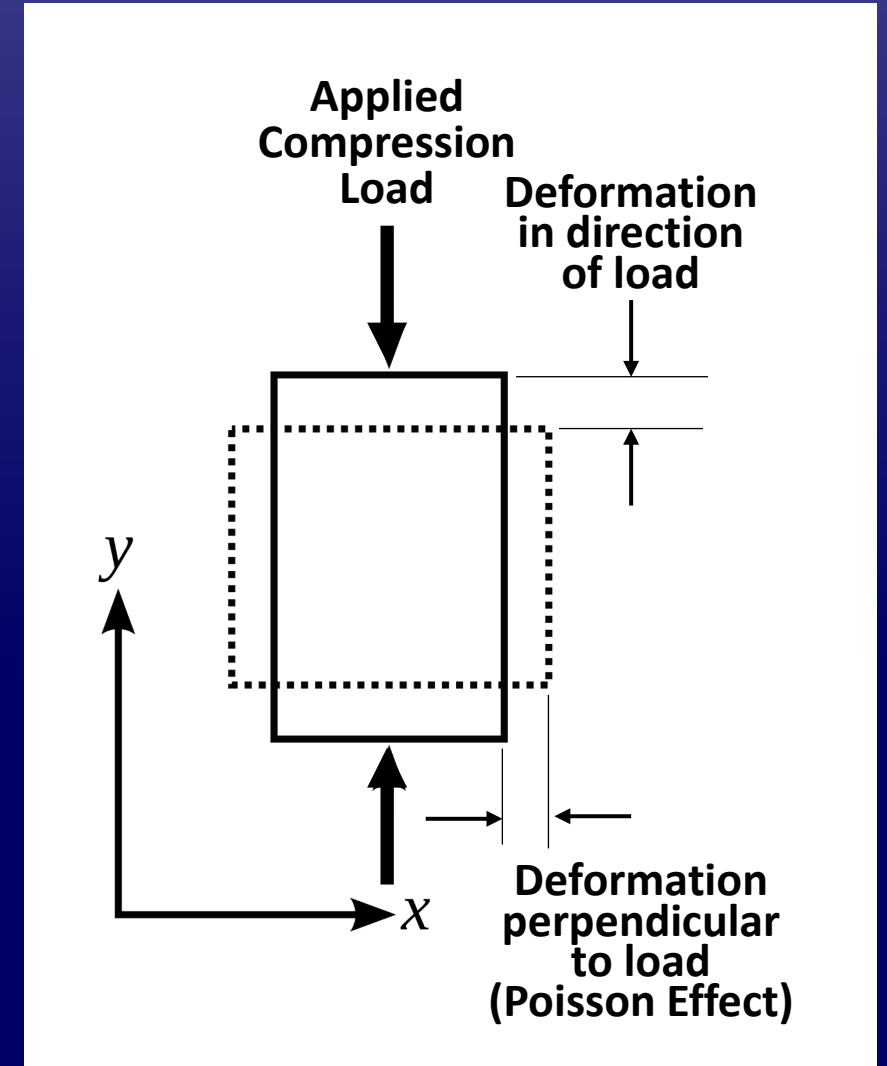 Applied
Compression
Load
Deformation
in direction
of load
y
x
Deformation
perpendicular
to load
(Poisson Effect)